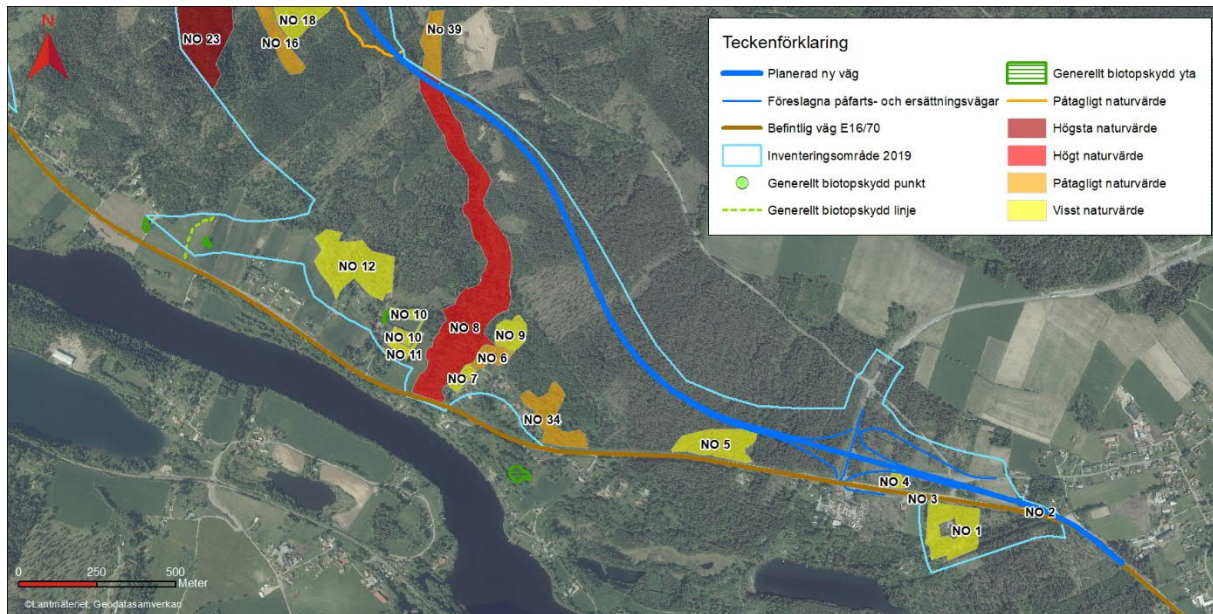 N
NO 23
NO 16
NO 18
No 39
Teckenförklaring
Planerad ny väg
Föreslagna påfarts- och ersättningsvägar
Befintlig väg E16/70
Inventeringsområde 2019
Generellt biotopskydd punkt
Generellt biotopskydd linje
Generellt biotopskydd yta
Påtagligt naturvärde
Högsta naturvärde
Högt naturvärde
Påtagligt naturvärde
Visst naturvärde
NO 12
NO 10
NO 10
NO 11
NO 8
NO 9
NO 6
NO 7
NO 34
NO 5
NO 4
NO 3
NO 2
NO 1
0 250 500
Meter
©Lantmäteriet, Geodatasamverkan